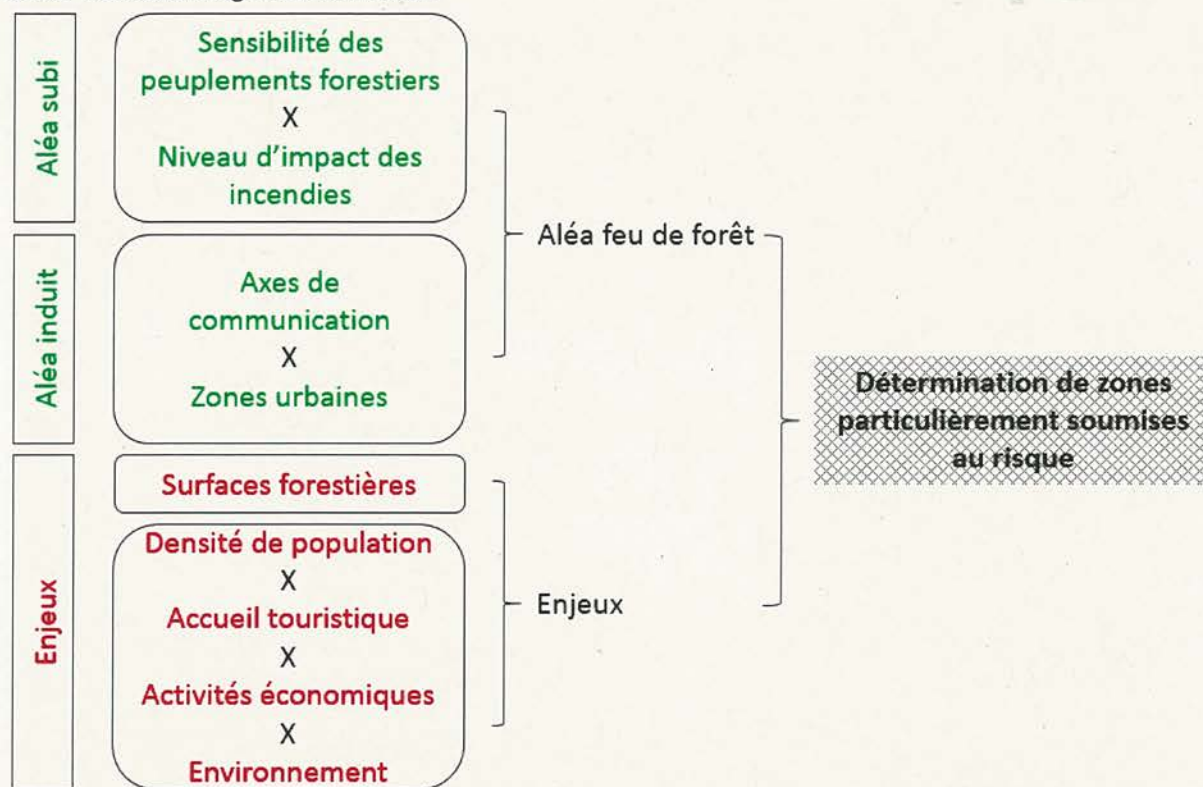 Aléa subi
Sensibilité des
peuplements forestiers
X
Niveau d'impact des
incendies
Aléa induit
Axes de
communication
X
Zones urbaines
Aléa feu de forêt
Détermination de zones
particulièrement soumises
au risque
Enjeux
Surfaces forestières
Densité de population
X
Accueil touristique
X
Activités économiques
X
Environnement
Enjeux